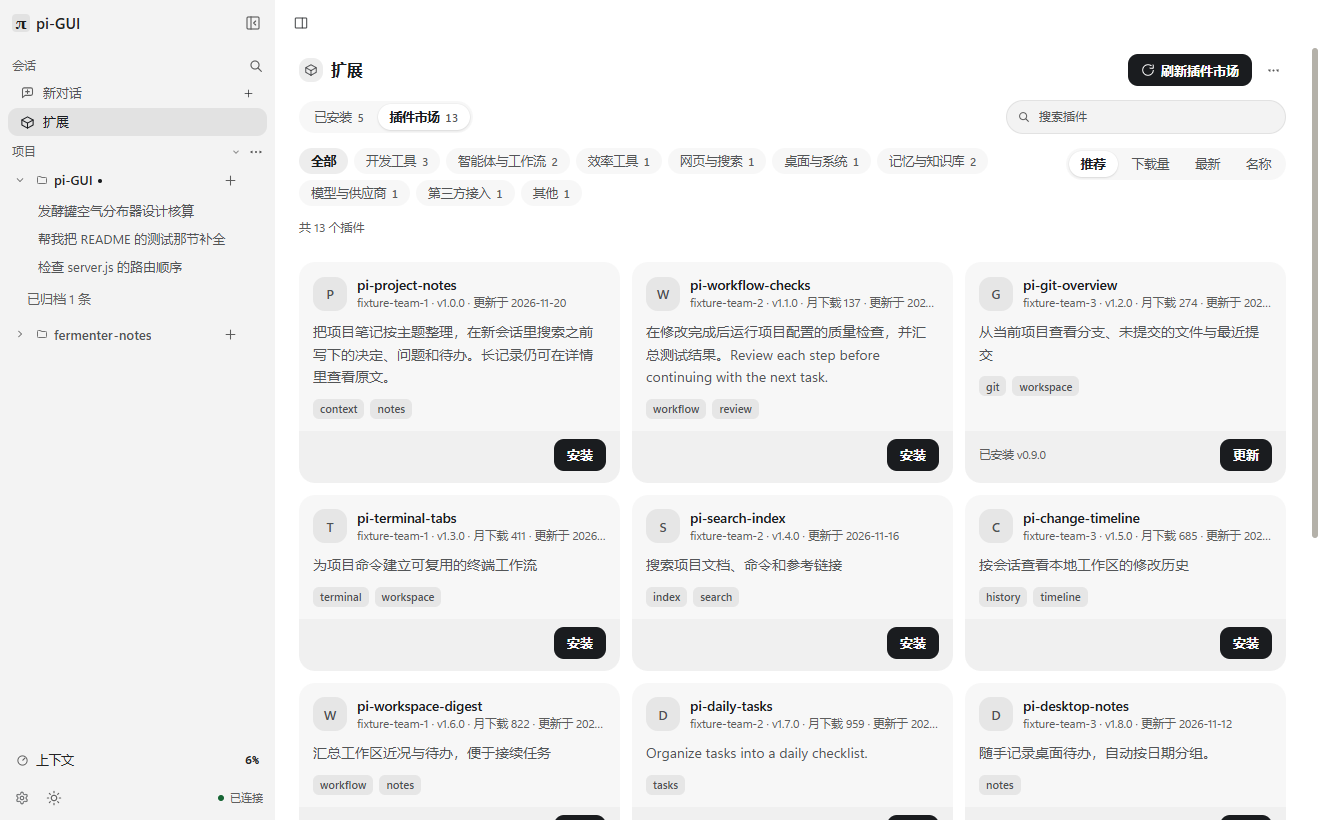 π pi-GUI
会话
新对话
扩展
项目
pi-GUI
发酵罐空气分布器设计核算
帮我把 README 的测试那节补全
检查 server.js 的路由顺序
已归档 1 条
fermenter-notes
上下文 6%
已连接
扩展
刷新插件市场
已安装 5 插件市场 13
搜索插件
全部 开发工具 3 智能体与工作流 2 效率工具 1 网页与搜索 1 桌面与系统 1 记忆与知识库 2
模型与供应商 1 第三方接入 1 其他 1
推荐 下载量 最新 名称
共 13 个插件
P
pi-project-notes
fixture-team-1 · v1.0.0 · 更新于 2026-11-20
把项目笔记按主题整理，在新会话里搜索之前
写下的决定、问题和待办。长记录仍可在详情
里查看原文。
context notes
安装
W
pi-workflow-checks
fixture-team-2 · v1.1.0 · 月下载 137 · 更新于 202...
在修改完成后运行项目配置的质量检查，并汇
总测试结果。Review each step before
continuing with the next task.
workflow review
安装
G
pi-git-overview
fixture-team-3 · v1.2.0 · 月下载 274 · 更新于 202...
从当前项目查看分支、未提交的文件与最近提
交
git workspace
已安装 v0.9.0 更新
T
pi-terminal-tabs
fixture-team-1 · v1.3.0 · 月下载 411 · 更新于 2026...
为项目命令建立可复用的终端工作流
terminal workspace
安装
S
pi-search-index
fixture-team-2 · v1.4.0 · 更新于 2026-11-16
搜索项目文档、命令和参考链接
index search
安装
C
pi-change-timeline
fixture-team-3 · v1.5.0 · 月下载 685 · 更新于 202...
按会话查看本地工作区的修改历史
history timeline
安装
W
pi-workspace-digest
fixture-team-1 · v1.6.0 · 月下载 822 · 更新于 202...
汇总工作区近况与待办，便于接续任务
workflow notes
D
pi-daily-tasks
fixture-team-2 · v1.7.0 · 月下载 959 · 更新于 202...
Organize tasks into a daily checklist.
tasks
D
pi-desktop-notes
fixture-team-3 · v1.8.0 · 更新于 2026-11-12
随手记录桌面待办，自动按日期分组。
notes